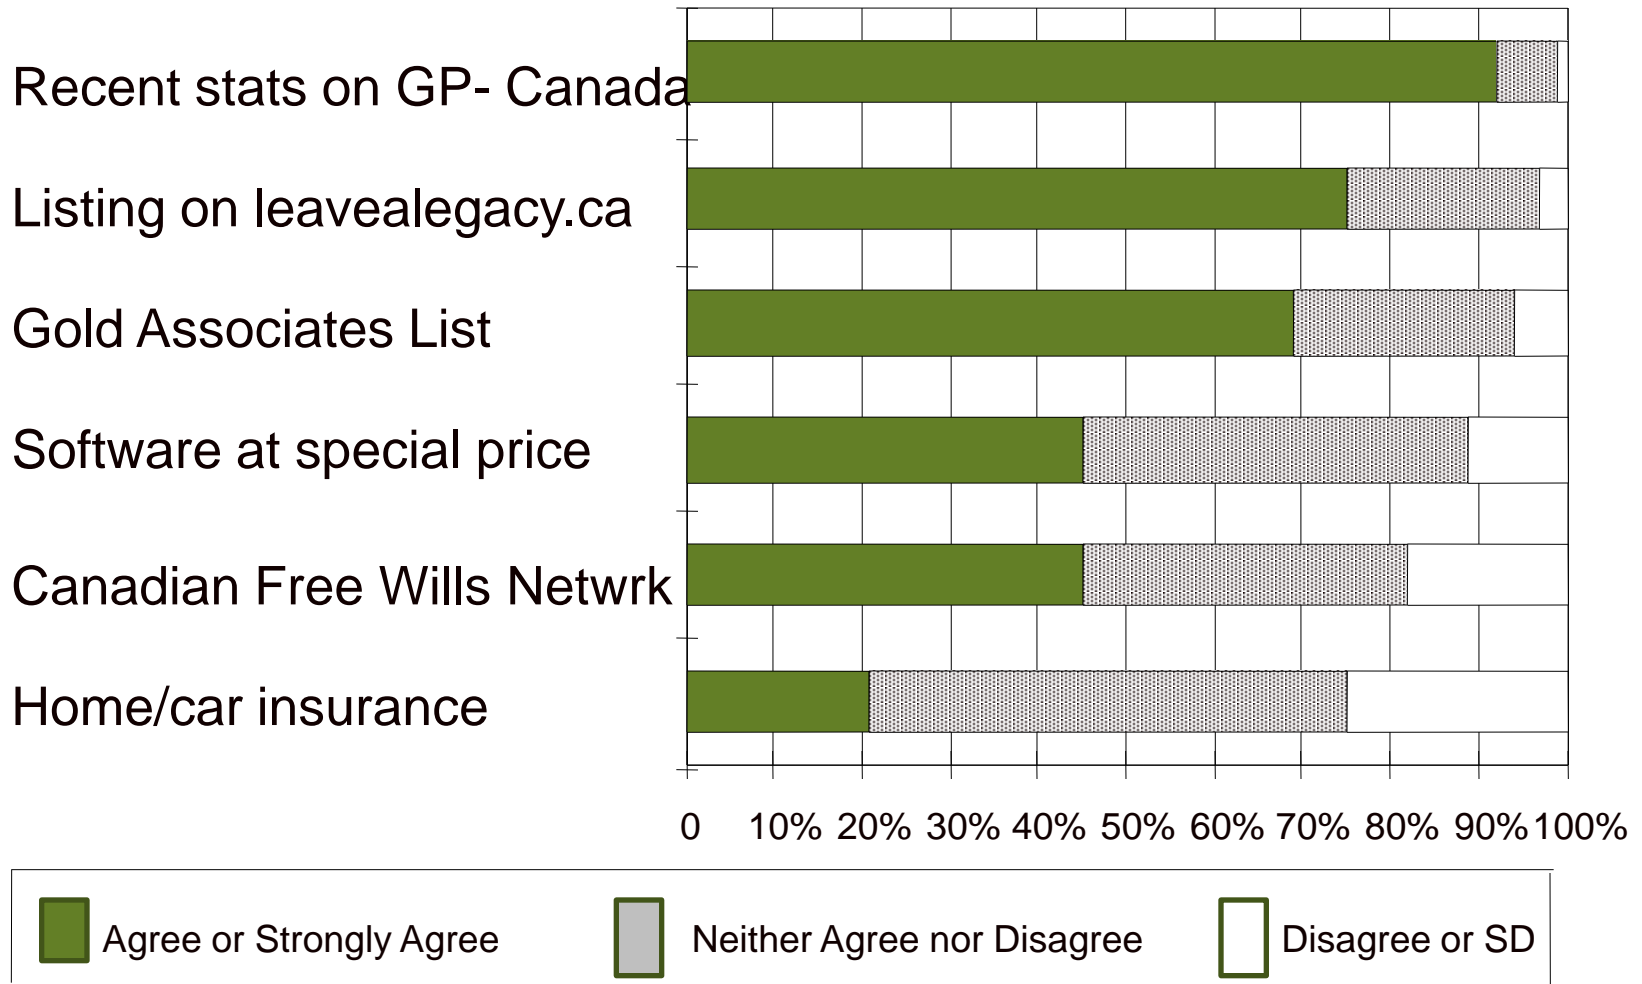 Recent stats on GP- Canada
Listing on leavealegacy.ca
Gold Associates List
Software at special price
Canadian Free Wills Netwrk
Home/car insurance
0 10% 20% 30% 40% 50% 60% 70% 80% 90% 100%
Agree or Strongly Agree Neither Agree nor Disagree Disagree or SD